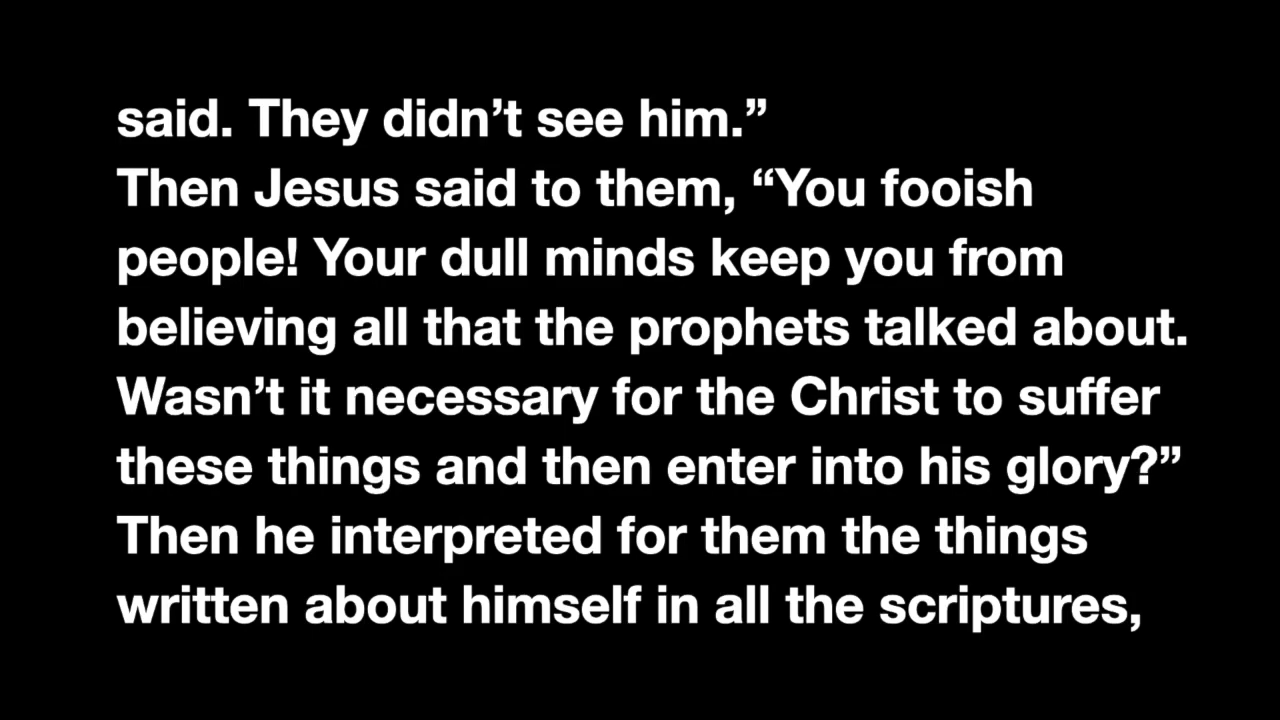 said. They didn’t see him.”
Then Jesus said to them, “You fooish
people! Your dull minds keep you from
believing all that the prophets talked about.
Wasn’t it necessary for the Christ to suffer
these things and then enter into his glory?”
Then he interpreted for them the things
written about himself in all the scriptures,